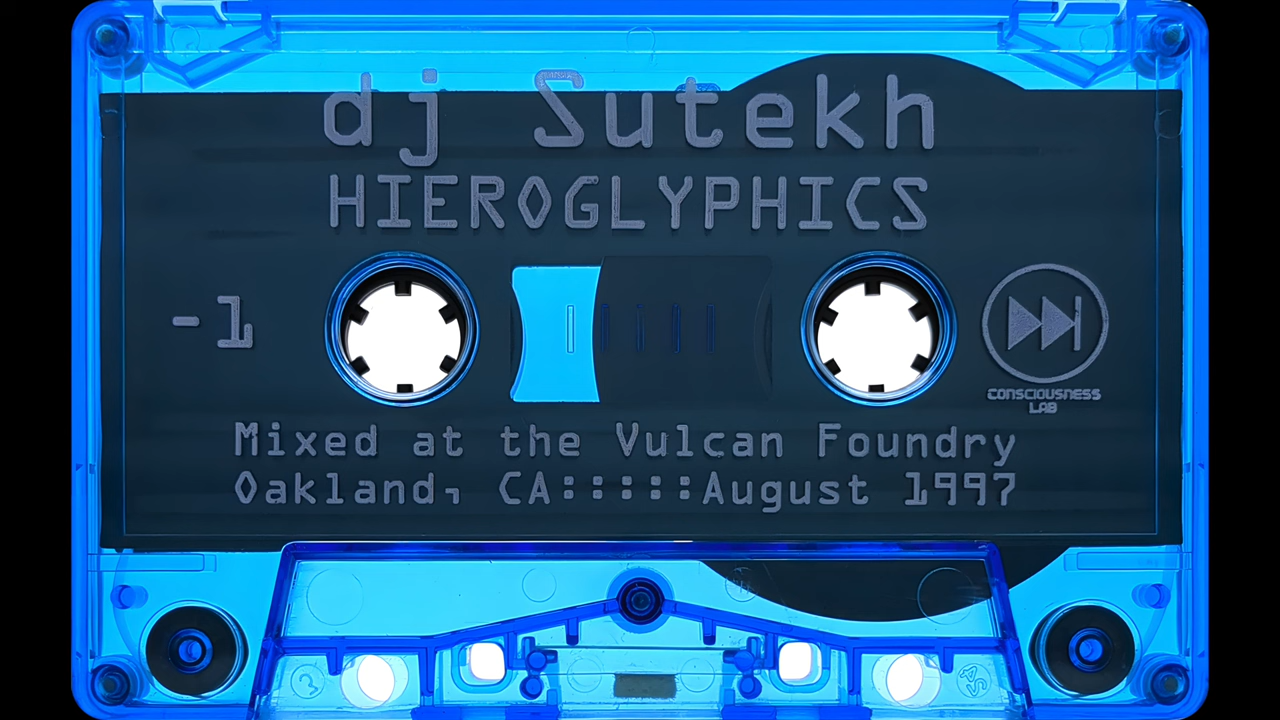 dj Sutekh
HIEROGLYPHICS
-1
CONSCIOUSNESS
LAB
Mixed at the Vulcan Foundry
Oakland, CA::::::August 1997